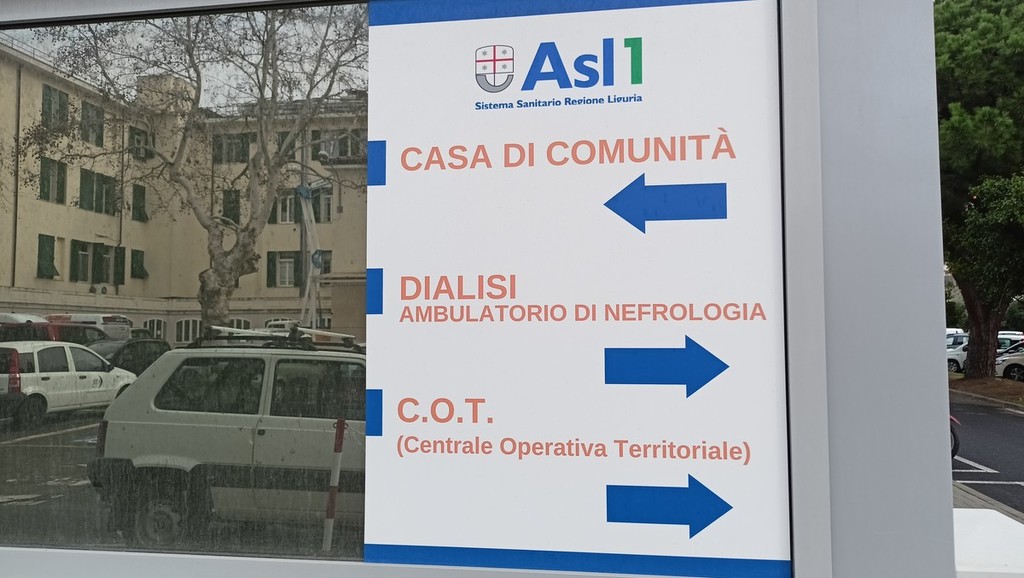 Asl1
Sistema Sanitario Regione Liguria
CASA DI COMUNITÀ
DIALISI
AMBULATORIO DI NEFROLOGIA
C.O.T.
(Centrale Operativa Territoriale)